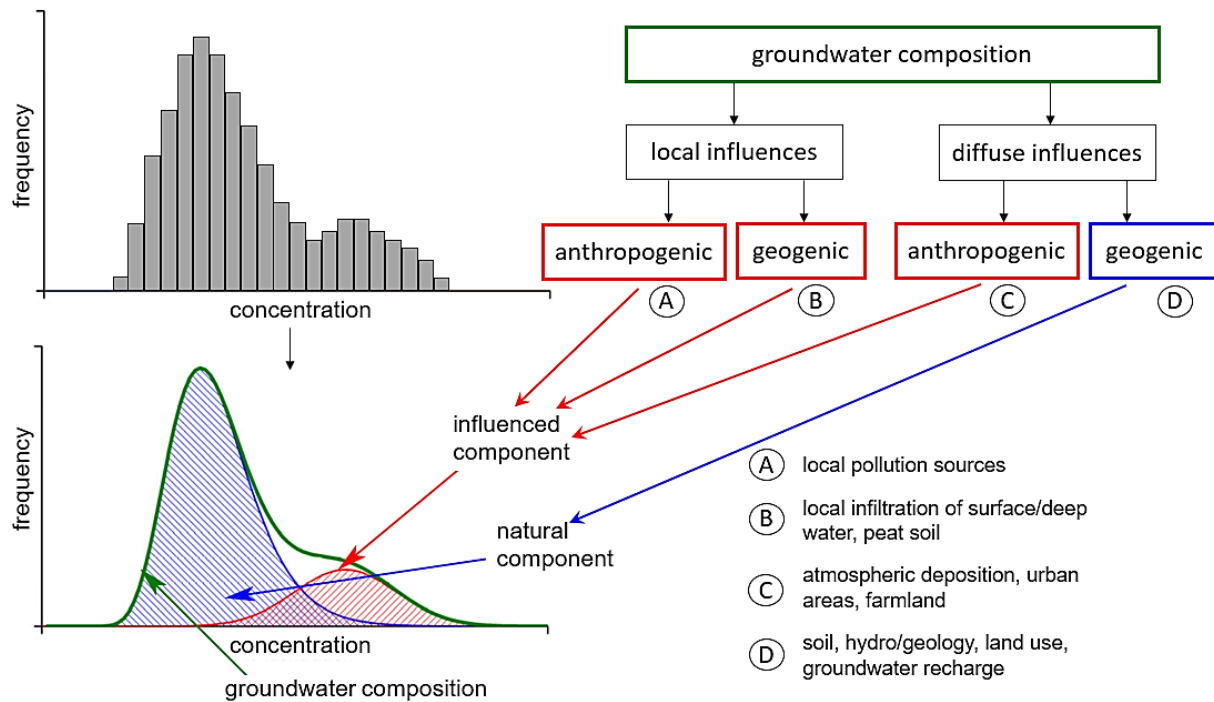 frequency
concentration
groundwater composition
local influences
diffuse influences
anthropogenic
geogenic
anthropogenic
geogenic
A
B
C
D
frequency
concentration
groundwater composition
influenced
component
natural
component
A
local pollution sources
B
local infiltration of surface/deep
water, peat soil
C
atmospheric deposition, urban
areas, farmland
D
soil, hydro/geology, land use,
groundwater recharge